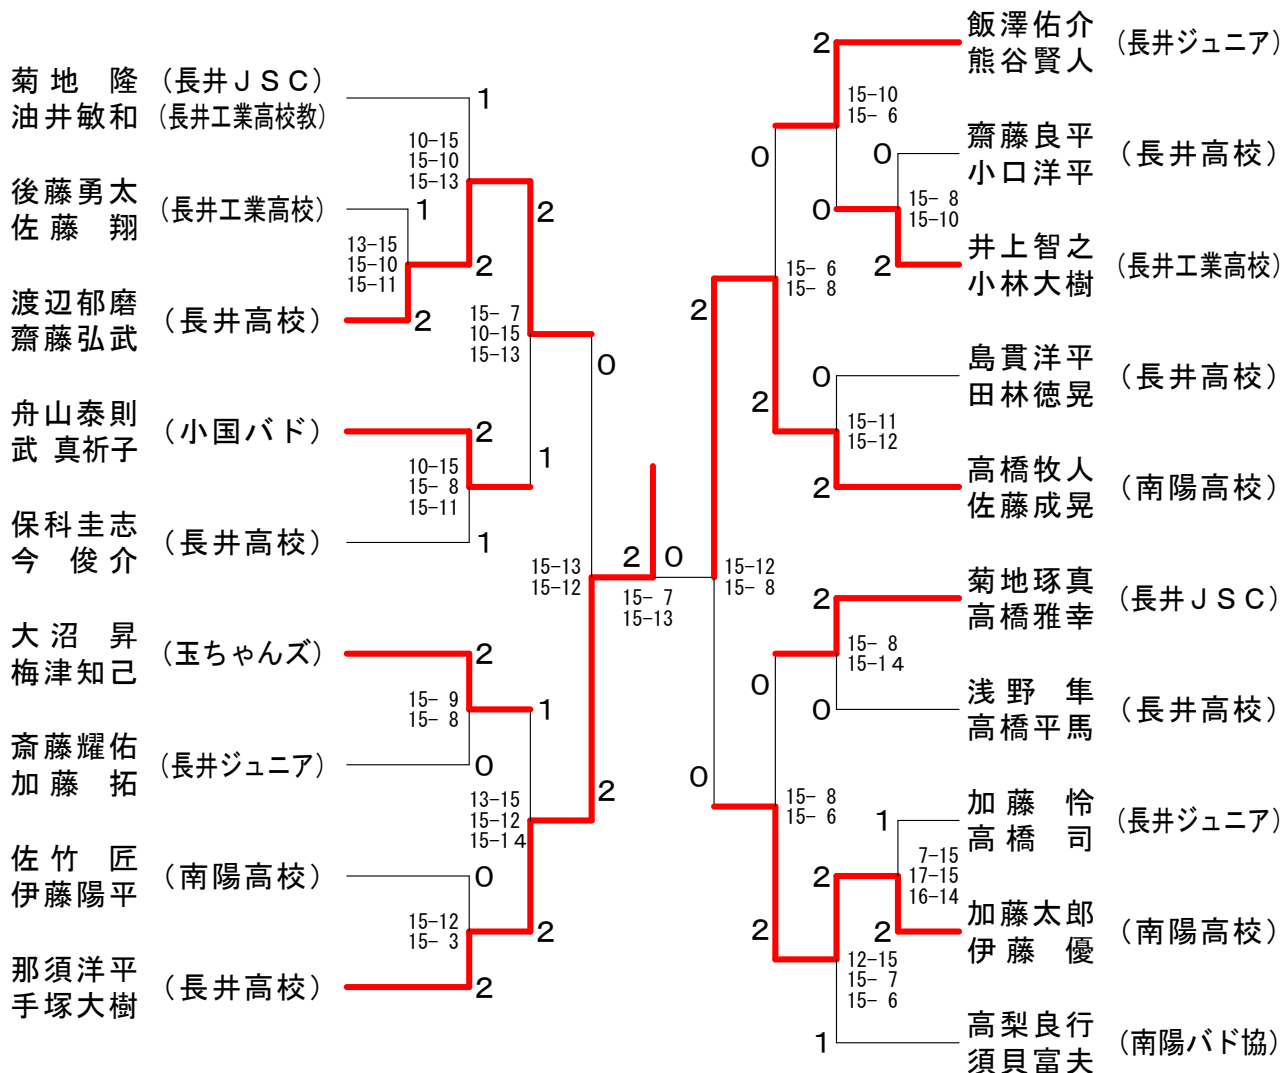 菊地 隆 (長井ＪＳＣ)
油井敏和 (長井工業高校教)
1
10-15
15-10
15-13
後藤勇太
佐藤 翔
(長井工業高校)
1
13-15
15-10
15-11
2
2
渡辺郁磨
齋藤弘武
(長井高校)
2
15- 7
10-15
15-13
0
舟山泰則
武 真祈子
(小国バド)
2
10-15
15- 8
15-11
1
保科圭志
今 俊介
(長井高校)
1
15-13
15-12
大沼 昇
梅津知己
(玉ちゃんズ)
2
15- 9
15- 8
1
斎藤耀佑
加藤 拓
(長井ジュニア)
0
13-15
15-12
15-14
2
佐竹 匠
伊藤陽平
(南陽高校)
0
15-12
15- 3
2
那須洋平
手塚大樹
(長井高校)
2
2
0
15- 7
15-13
飯澤佑介
熊谷賢人
(長井ジュニア)
2
15-10
15- 6
0
齋藤良平
小口洋平
(長井高校)
0
15- 8
15-10
0
井上智之
小林大樹
(長井工業高校)
2
15- 6
15- 8
2
島貫洋平
田林徳晃
(長井高校)
0
15-11
15-12
2
高橋牧人
佐藤成晃
(南陽高校)
2
15-12
15- 8
菊地琢真
高橋雅幸
(長井ＪＳＣ)
2
15- 8
15-14
0
浅野 隼
高橋平馬
(長井高校)
0
0
15- 8
15- 6
加藤 怜
高橋 司
(長井ジュニア)
1
7-15
17-15
16-14
2
加藤太郎
伊藤 優
(南陽高校)
2
2
12-15
15- 7
15- 6
高梨良行
須貝富夫
(南陽バド協)
1